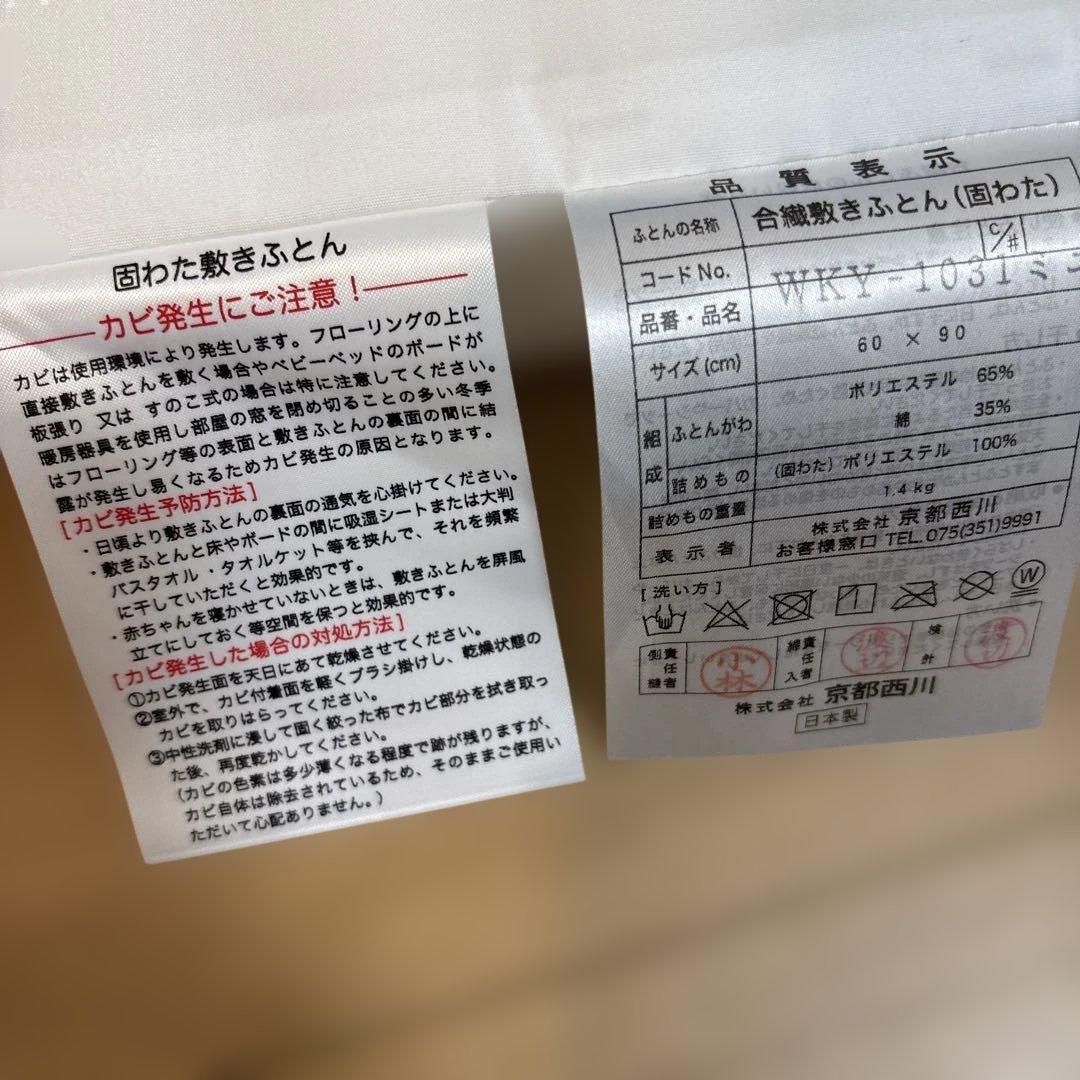 固わた敷きふとん
カビ発生にご注意！
カビは使用環境により発生します。フローリングの上に
直接敷きふとんを敷く場合やベビーベッドのボードが
板張り 又は すのこ式の場合は特に注意してください。
暖房器具を使用し部屋の窓を閉め切ることの多い冬季
はフローリング等の表面と敷きふとんの裏面の間に結
露が発生し易くなるためカビ発生の原因となります。
[カビ発生予防方法]
・日頃より敷きふとんの裏面の通気を心掛けてください。
・敷きふとんと床やボードの間に吸湿シートまたは大判
バスタオル ・タオルケット等を挟んで、それを頻繁
に干していただくと効果的です。
・赤ちゃんを寝かせていないときは、敷きふとんを屏風
立てにしておく等空間を保つと効果的です。
[カビ発生した場合の対処方法]
①カビ発生面を天日にあて乾燥させてください。
②室外で、カビ付着面を軽くブラシ掛けし、乾燥状態の
カビを取りはらってください。
③中性洗剤に浸して固く絞った布でカビ部分を拭き取っ
た後、再度乾かしてください。
（カビの色素は多少薄くなる程度で跡が残りますが、
カビ自体は除去されているため、そのままご使用い
ただいて心配ありません。）
品質表示
ふとんの名称 合繊敷きふとん（固わた）
コードNo. C/#
品番・品名 WKY-1031ミニ
サイズ(cm) 60 × 90
組成 ふとんがわ ポリエステル 65%
綿 35%
詰めもの （固わた）ポリエステル 100%
詰めもの重量 1.4kg
表示者 株式会社 京都西川
お客様窓口 TEL.075(351)9991
[洗い方]
W
側責任縫者 小林 綿責任入者 渡切 検計 渡切
株式会社 京都西川
日本製